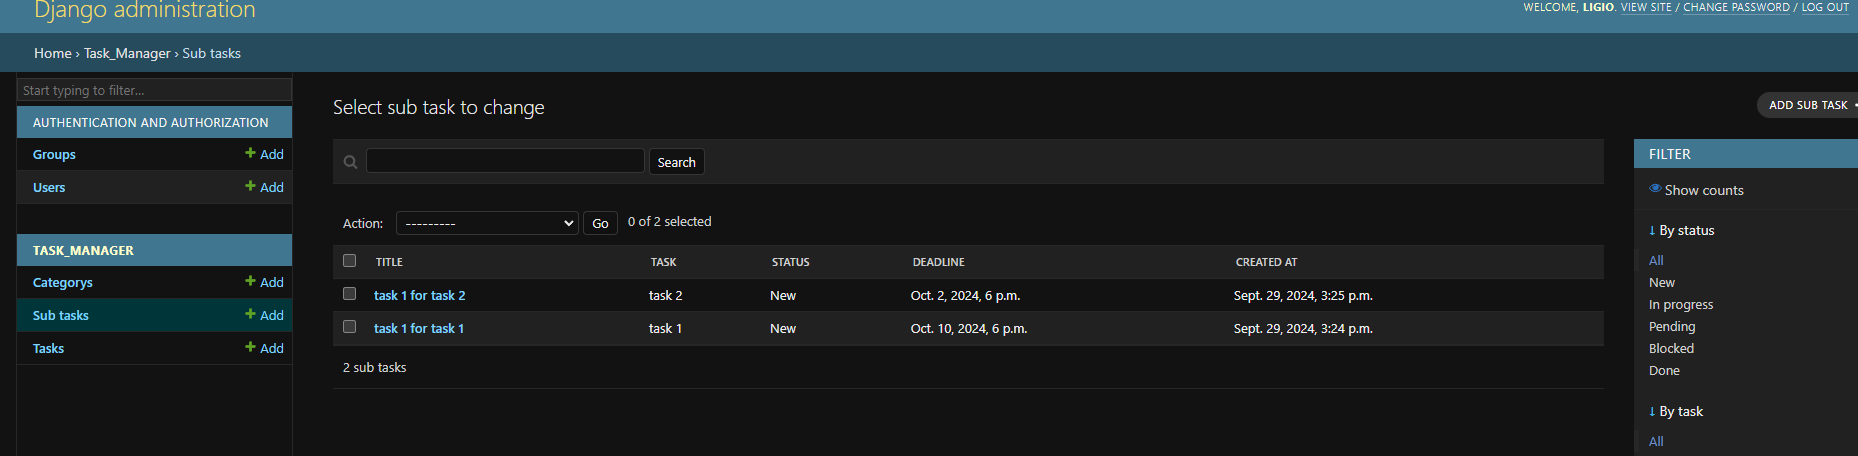 Django administration
WELCOME, LIGIO. VIEW SITE / CHANGE PASSWORD / LOG OUT
Home › Task_Manager › Sub tasks
Start typing to filter...
AUTHENTICATION AND AUTHORIZATION
Groups + Add
Users + Add
TASK_MANAGER
Categorys + Add
Sub tasks + Add
Tasks + Add
Select sub task to change
ADD SUB TASK
Search
Action: --------- Go 0 of 2 selected
TITLE TASK STATUS DEADLINE CREATED AT
task 1 for task 2 task 2 New Oct. 2, 2024, 6 p.m. Sept. 29, 2024, 3:25 p.m.
task 1 for task 1 task 1 New Oct. 10, 2024, 6 p.m. Sept. 29, 2024, 3:24 p.m.
2 sub tasks
FILTER
Show counts
↓ By status
All
New
In progress
Pending
Blocked
Done
↓ By task
All